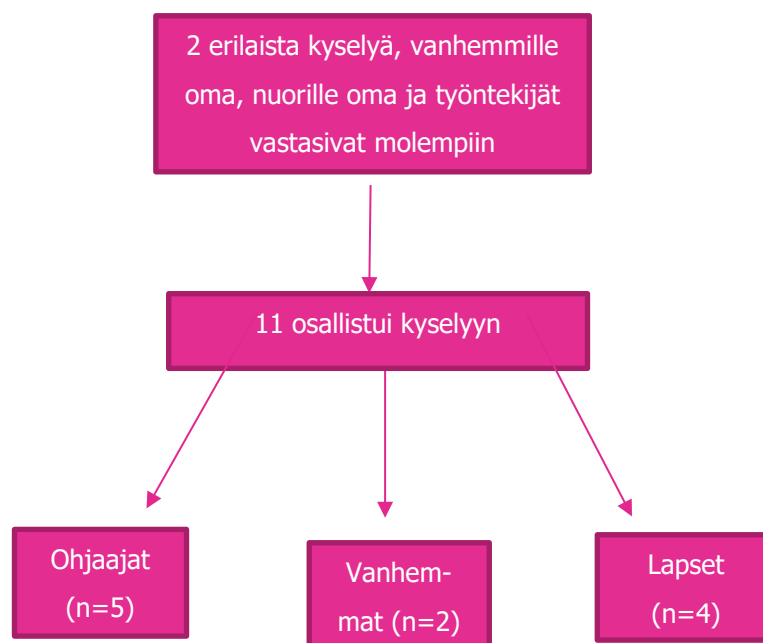 2 erilaista kyselyä, vanhemmille
oma, nuorille oma ja työntekijät
vastasivat molempiin
11 osallistui kyselyyn
Ohjaajat
(n=5)
Vanhem-
mat (n=2)
Lapset
(n=4)